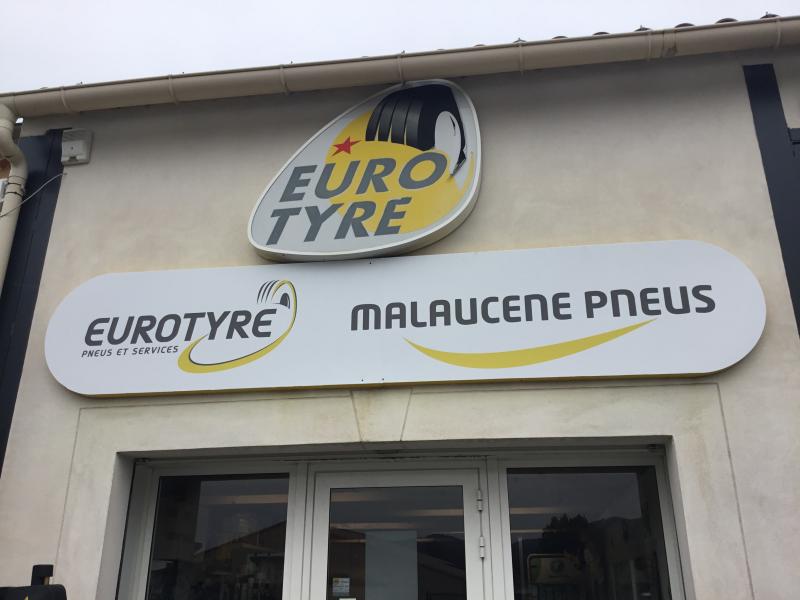 EURO
TYRE
EUROTYRE
PNEUS ET SERVICES
MALAUCENE PNEUS